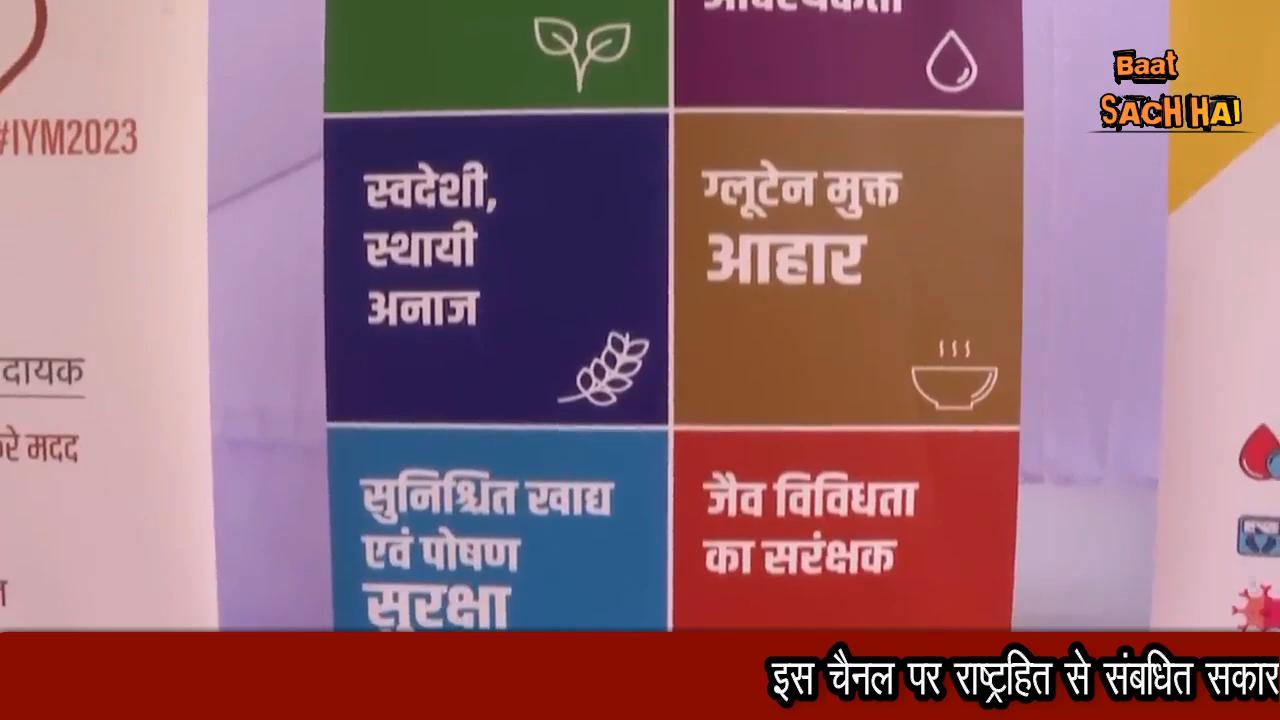 Baat
SACH HAI
#IYM2023
स्वदेशी,
स्थायी
अनाज
ग्लूटेन मुक्त
आहार
दायक
रे मदद
सुनिश्चित खाद्य
एवं पोषण
सुरक्षा
जैव विविधता
का सरंक्षक
इस चैनल पर राष्ट्रहित से संबधित सकार